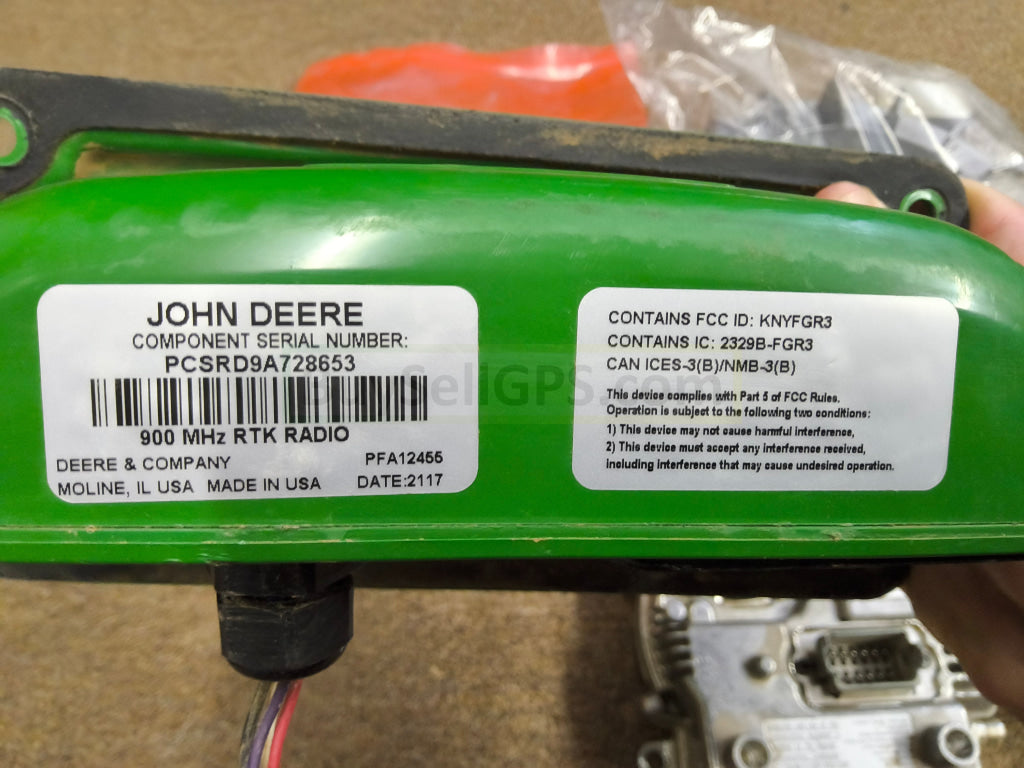 JOHN DEERE
COMPONENT SERIAL NUMBER:
PCSRD9A728653
900 MHz RTK RADIO
DEERE & COMPANY PFA12455
MOLINE, IL USA MADE IN USA DATE:2117
CONTAINS FCC ID: KNYFGR3
CONTAINS IC: 2329B-FGR3
CAN ICES-3(B)/NMB-3(B)
This device complies with Part 5 of FCC Rules.
Operation is subject to the following two conditions:
1) This device may not cause harmful interference,
2) This device must accept any interference received,
including interference that may cause undesired operation.
BuySellGPS.com